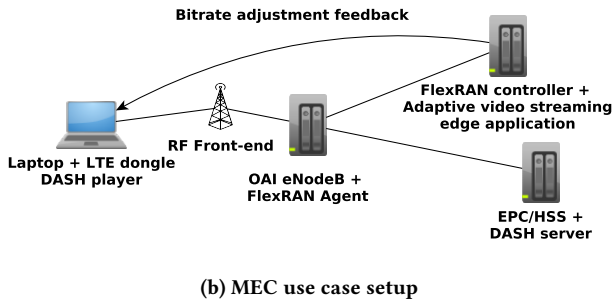 Bitrate adjustment feedback
FlexRAN controller +
Adaptive video streaming
edge application
RF Front-end
Laptop + LTE dongle
DASH player
OAI eNodeB +
FlexRAN Agent
EPC/HSS +
DASH server
(b) MEC use case setup